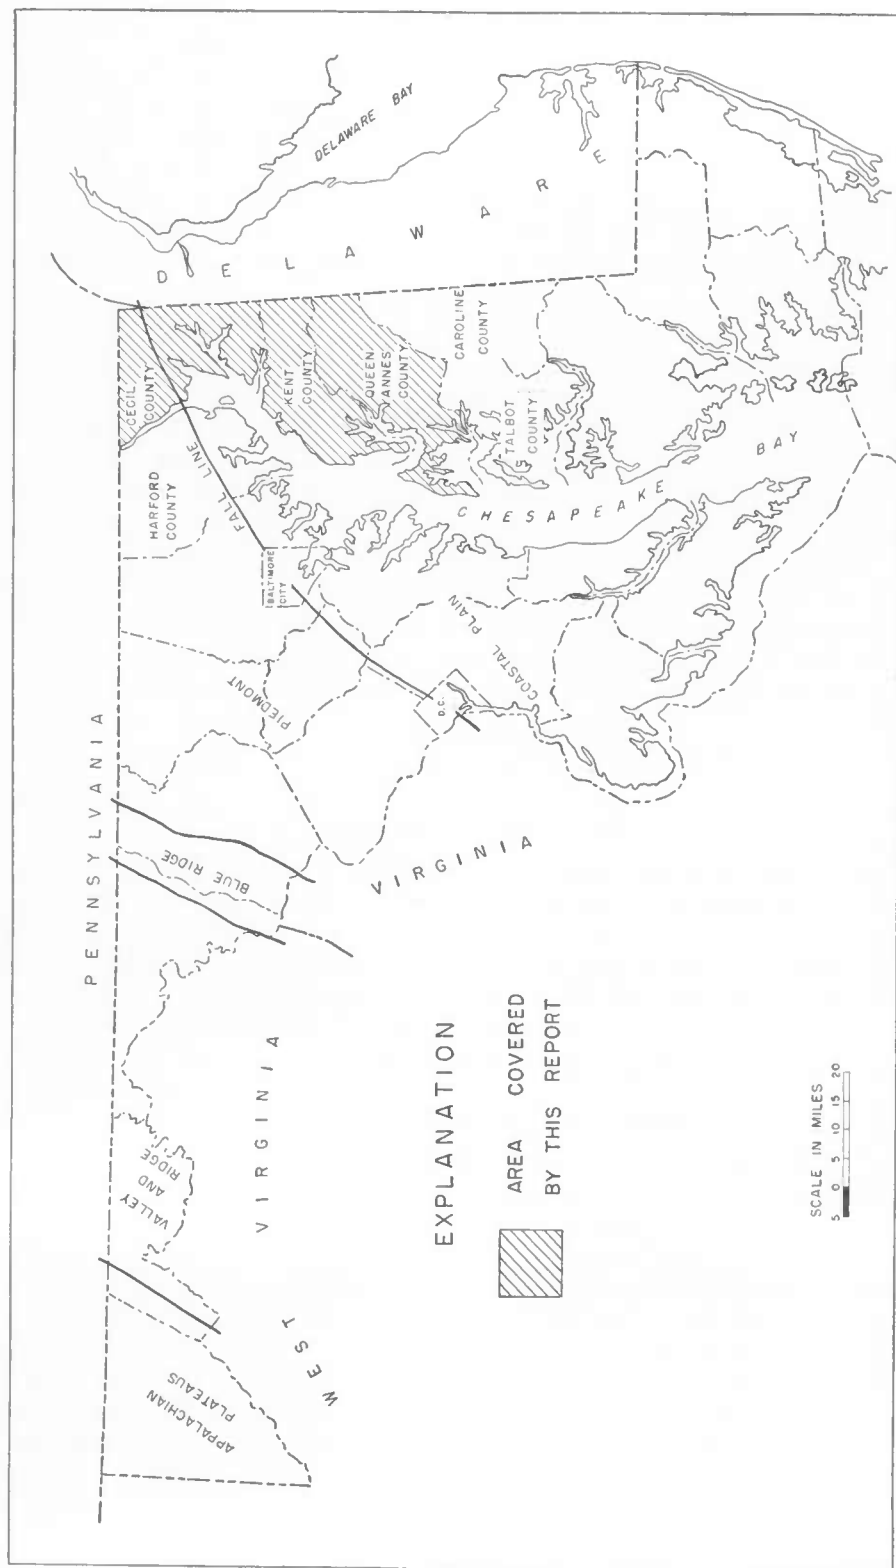 PENNSYLVANIA
APPALACHIAN
PLATEAUS
VALLEY
AND
RIDGE
BLUE RIDGE
PIEDMONT
HARFORD
COUNTY
CECIL
COUNTY
FALL LINE
BALTIMORE
CITY
KENT
COUNTY
QUEEN
ANNES
COUNTY
CAROLINE
COUNTY
TALBOT
COUNTY
DELAWARE
DELAWARE BAY
CHESAPEAKE BAY
COASTAL PLAIN
D.C.
VIRGINIA
WEST VIRGINIA
EXPLANATION
AREA COVERED
BY THIS REPORT
SCALE IN MILES
5 0 5 10 15 20